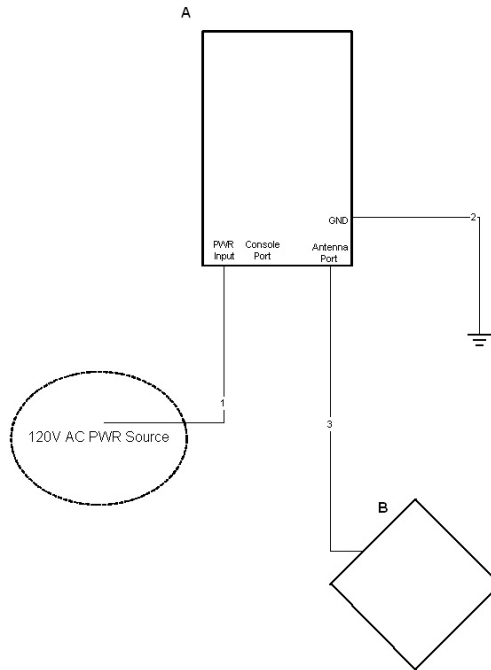 A
GND
PWR
Input
Console
Port
Antenna
Port
2
1
120V AC PWR Source
3
B